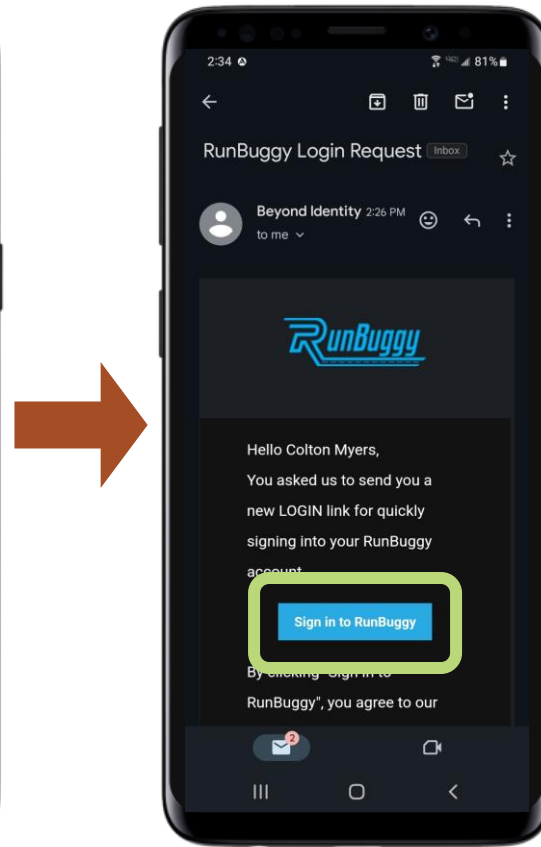 2:34 81%
RunBuggy Login Request Inbox
Beyond Identity 2:26 PM
to me
RunBuggy
Hello Colton Myers,
You asked us to send you a
new LOGIN link for quickly
signing into your RunBuggy
account
Sign in to RunBuggy
By clicking "Sign in to
RunBuggy", you agree to our
2